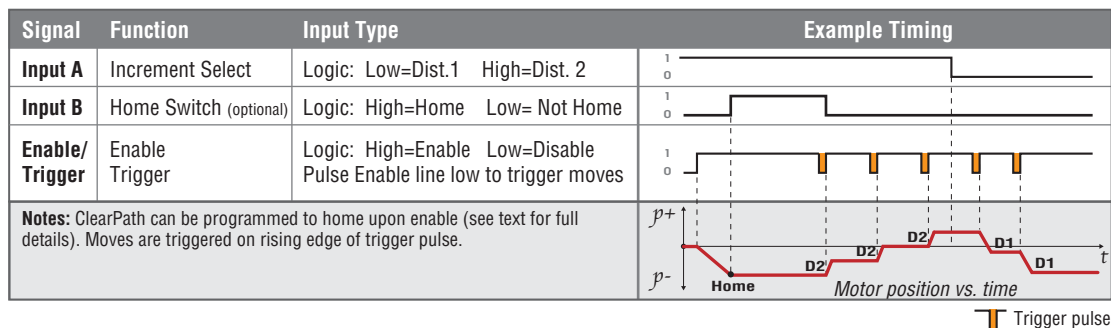 Signal Function Input Type Example Timing
Input A Increment Select Logic: Low=Dist.1 High=Dist. 2
1
0
Input B Home Switch (optional) Logic: High=Home Low= Not Home
1
0
Enable/ Enable Logic: High=Enable Low=Disable
Trigger Trigger Pulse Enable line low to trigger moves
1
0
Notes: ClearPath can be programmed to home upon enable (see text for full
details). Moves are triggered on rising edge of trigger pulse.
p+
D2 D2 D2 D1 D1
t
p-
Home
Motor position vs. time
Trigger pulse